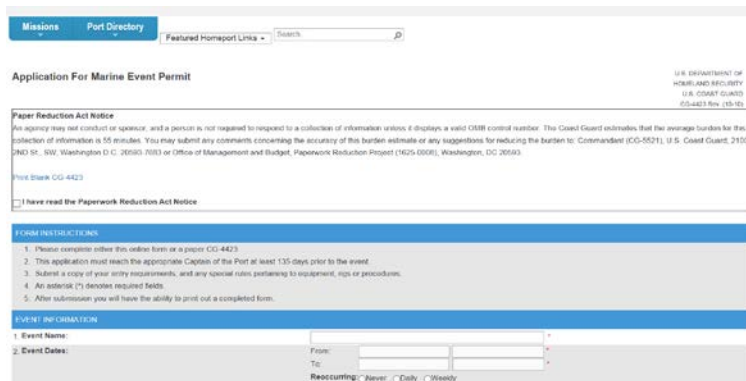 Missions Port Directory Featured Homeport Links Search
Application For Marine Event Permit
U.S. DEPARTMENT OF
HOMELAND SECURITY
U.S. COAST GUARD
CG-4423 Rev. (10-10)
Paper Reduction Act Notice
An agency may not conduct or sponsor, and a person is not required to respond to a collection of information unless it displays a valid OMB control number. The Coast Guard estimates that the average burden for this
collection of information is 55 minutes. You may submit any comments concerning the accuracy of this burden estimate or any suggestions for reducing the burden to: Commandant (CG-5521), U.S. Coast Guard, 2100
2ND St., SW, Washington D.C. 20593-7883 or Office of Management and Budget, Paperwork Reduction Project (1625-0008), Washington, DC 20593.
Print Blank CG-4423
I have read the Paperwork Reduction Act Notice
FORM INSTRUCTIONS
1. Please complete either this online form or a paper CG-4423
2. This application must reach the appropriate Captain of the Port at least 135 days prior to the event.
3. Submit a copy of your entry requirements, and any special rules pertaining to equipment, rigs or procedures.
4. An asterisk (*) denotes required fields.
5. After submission you will have the ability to print out a completed form.
EVENT INFORMATION
1. Event Name: *
2. Event Dates: From: *
To: *
Reoccurring: Never Daily Weekly